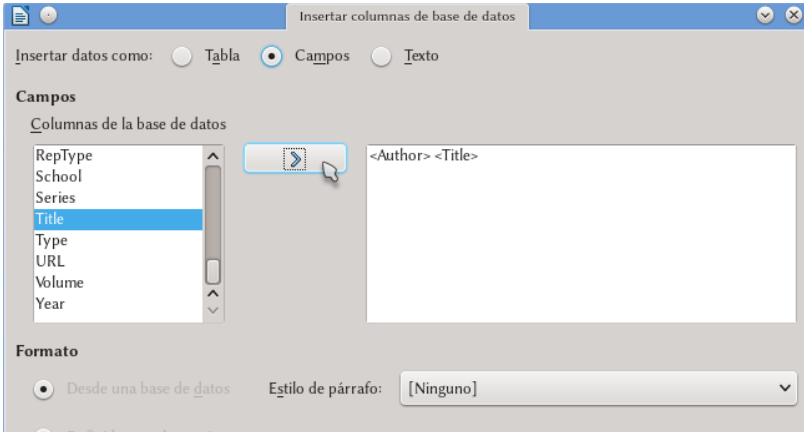 Insertar columnas de base de datos
Insertar datos como: Tabla Campos Texto
Campos
Columnas de la base de datos
RepType
School
Series
Title
Type
URL
Volume
Year
<Author> <Title>
Formato
Desde una base de datos Estilo de párrafo: [Ninguno]